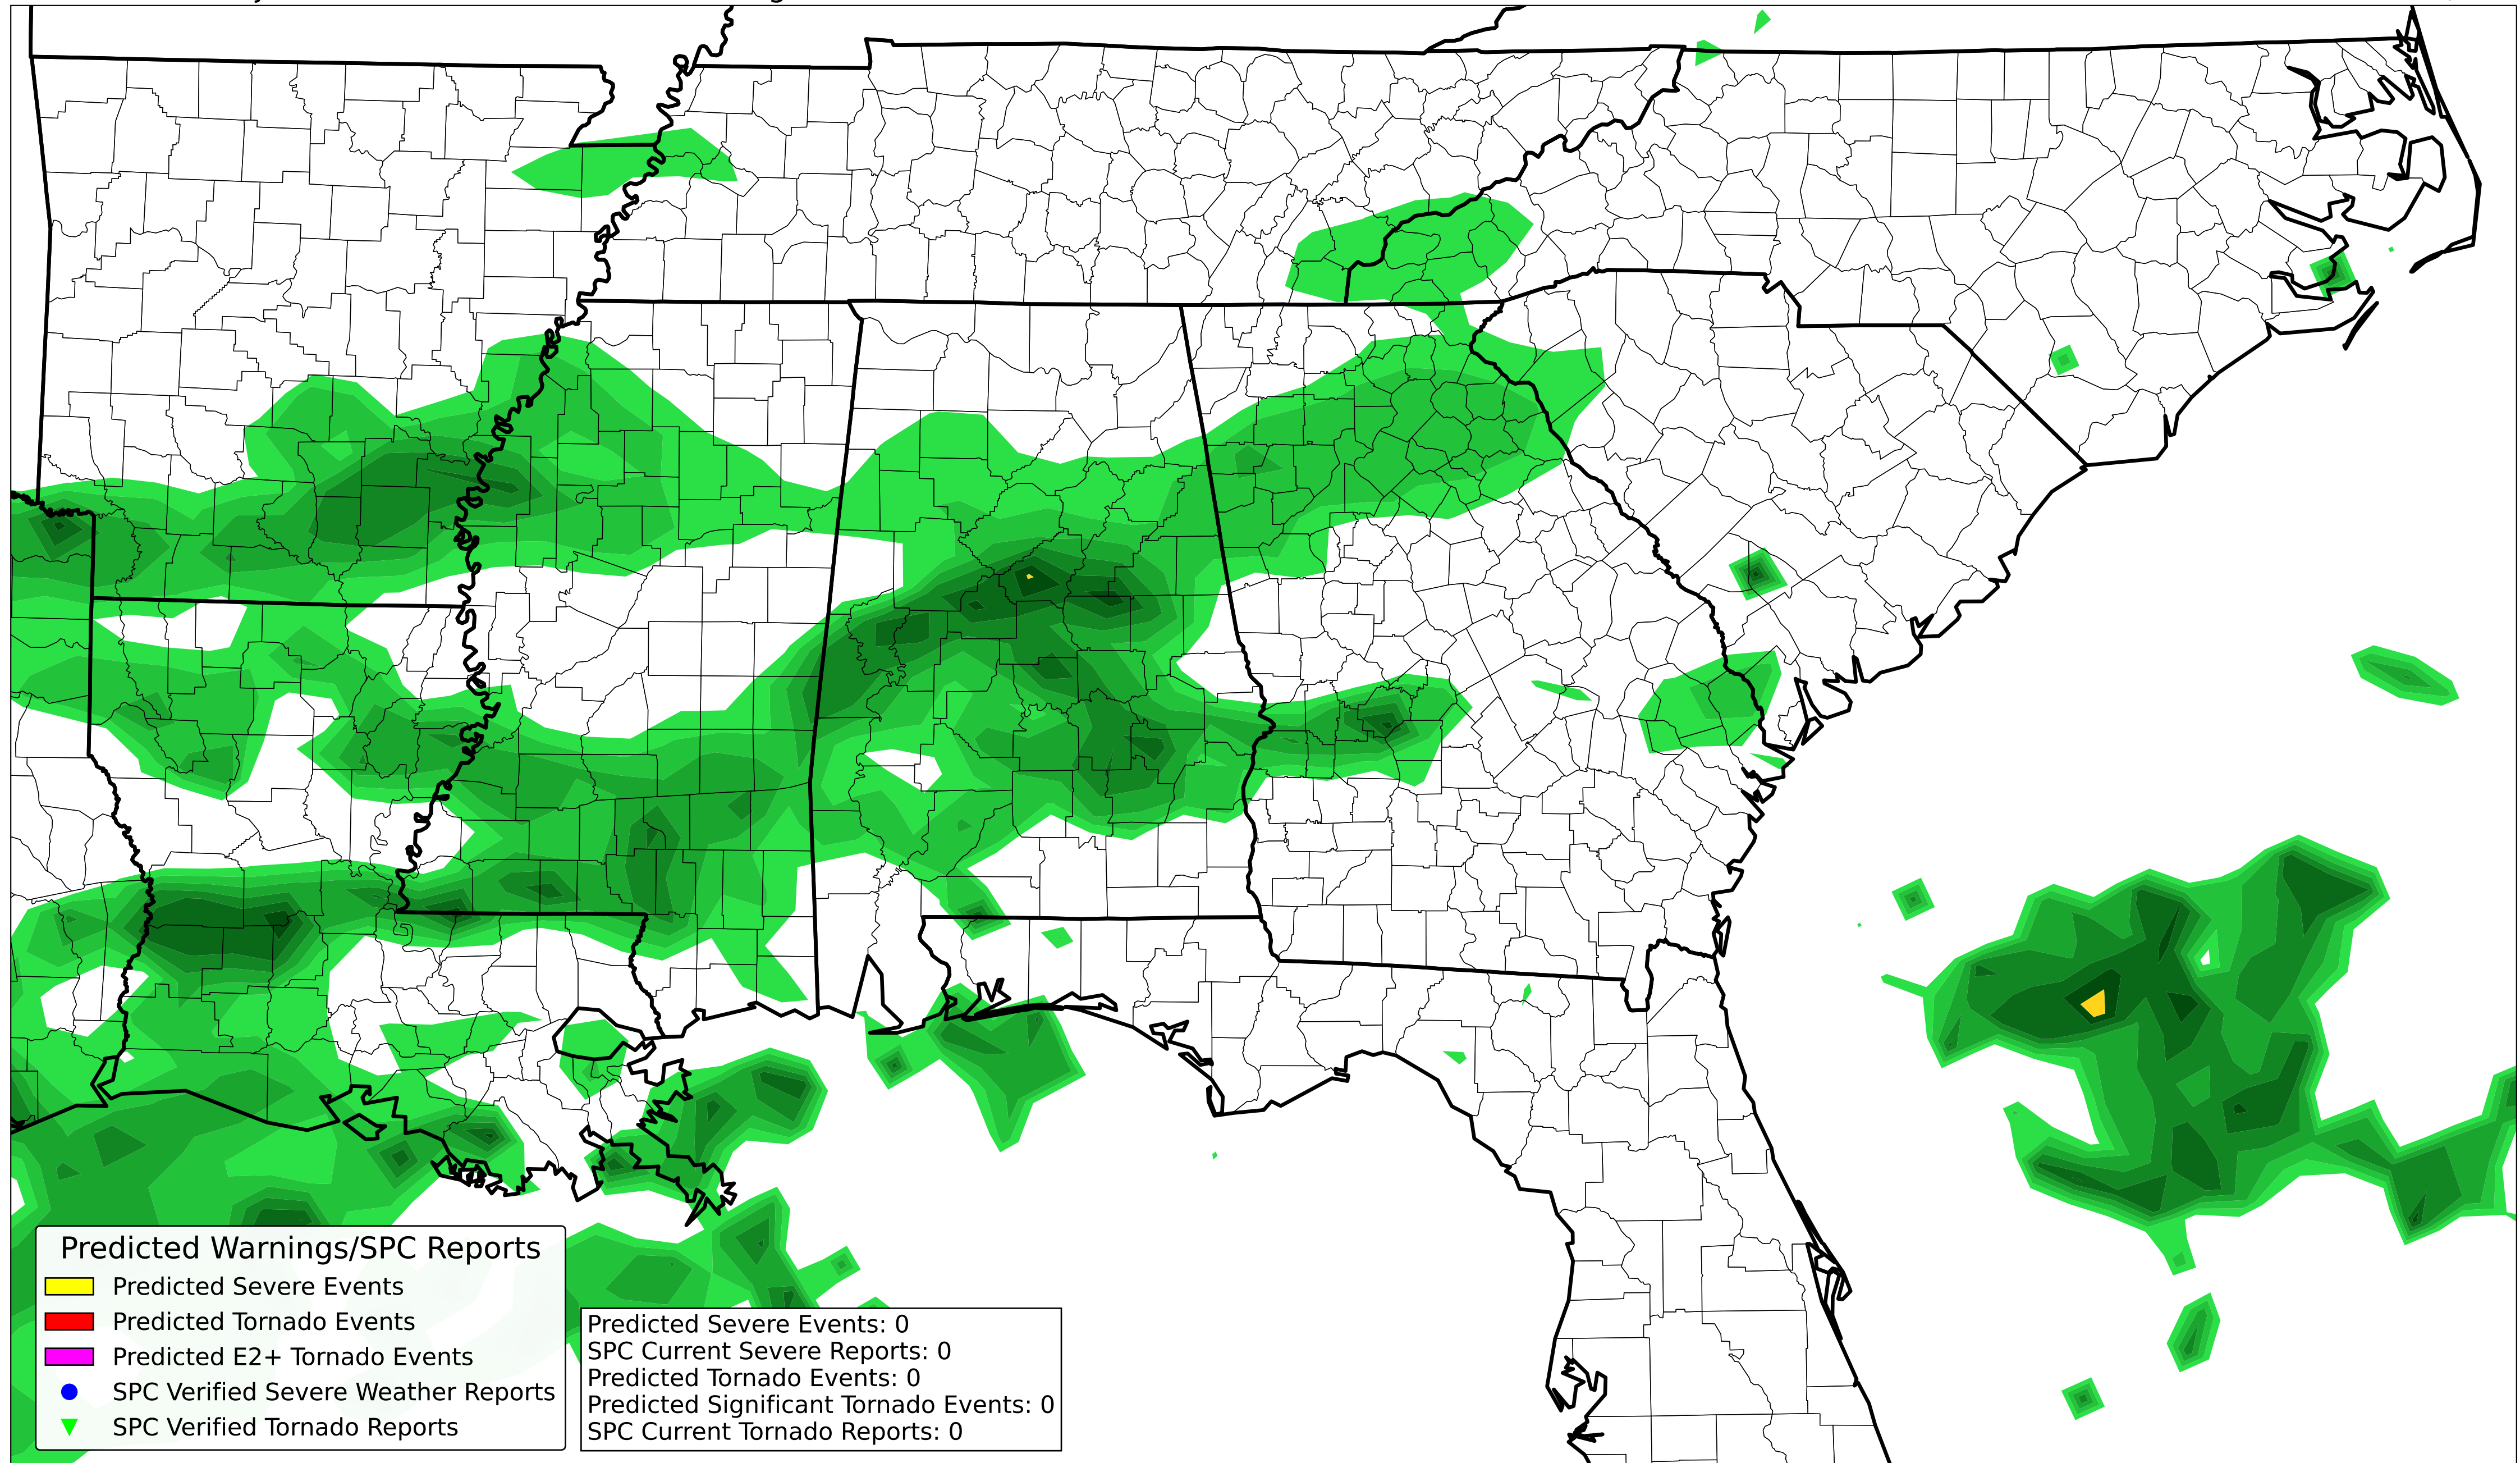 Predicted Warnings/SPC Reports
Predicted Severe Events
Predicted Tornado Events
Predicted E2+ Tornado Events
SPC Verified Severe Weather Reports
SPC Verified Tornado Reports
Predicted Severe Events: 0
SPC Current Severe Reports: 0
Predicted Tornado Events: 0
Predicted Significant Tornado Events: 0
SPC Current Tornado Reports: 0